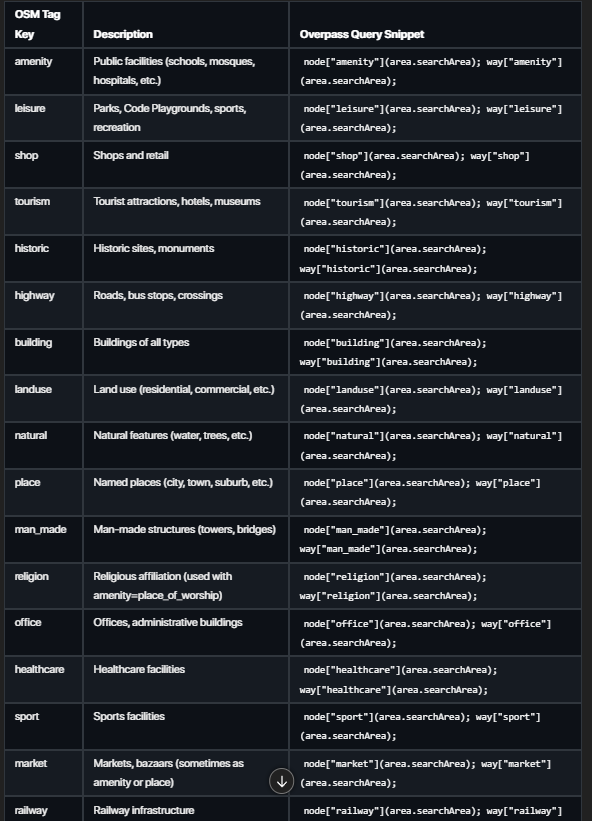 OSM Tag
Key Description Overpass Query Snippet
amenity Public facilities (schools, mosques, node["amenity"](area.searchArea); way["amenity"]
hospitals, etc.) (area.searchArea);
leisure Parks, Code Playgrounds, sports, node["leisure"](area.searchArea); way["leisure"]
recreation (area.searchArea);
shop Shops and retail node["shop"](area.searchArea); way["shop"]
(area.searchArea);
tourism Tourist attractions, hotels, museums node["tourism"](area.searchArea); way["tourism"]
(area.searchArea);
historic Historic sites, monuments node["historic"](area.searchArea);
way["historic"](area.searchArea);
highway Roads, bus stops, crossings node["highway"](area.searchArea); way["highway"]
(area.searchArea);
building Buildings of all types node["building"](area.searchArea);
way["building"](area.searchArea);
landuse Land use (residential, commercial, etc.) node["landuse"](area.searchArea); way["landuse"]
(area.searchArea);
natural Natural features (water, trees, etc.) node["natural"](area.searchArea); way["natural"]
(area.searchArea);
place Named places (city, town, suburb, etc.) node["place"](area.searchArea); way["place"]
(area.searchArea);
man_made Man-made structures (towers, bridges) node["man_made"](area.searchArea);
way["man_made"](area.searchArea);
religion Religious affiliation (used with node["religion"](area.searchArea);
amenity=place_of_worship) way["religion"](area.searchArea);
office Offices, administrative buildings node["office"](area.searchArea); way["office"]
(area.searchArea);
healthcare Healthcare facilities node["healthcare"](area.searchArea);
way["healthcare"](area.searchArea);
sport Sports facilities node["sport"](area.searchArea); way["sport"]
(area.searchArea);
market Markets, bazaars (sometimes as node["market"](area.searchArea); way["market"]
amenity or place) (area.searchArea);
railway Railway infrastructure node["railway"](area.searchArea); way["railway"]